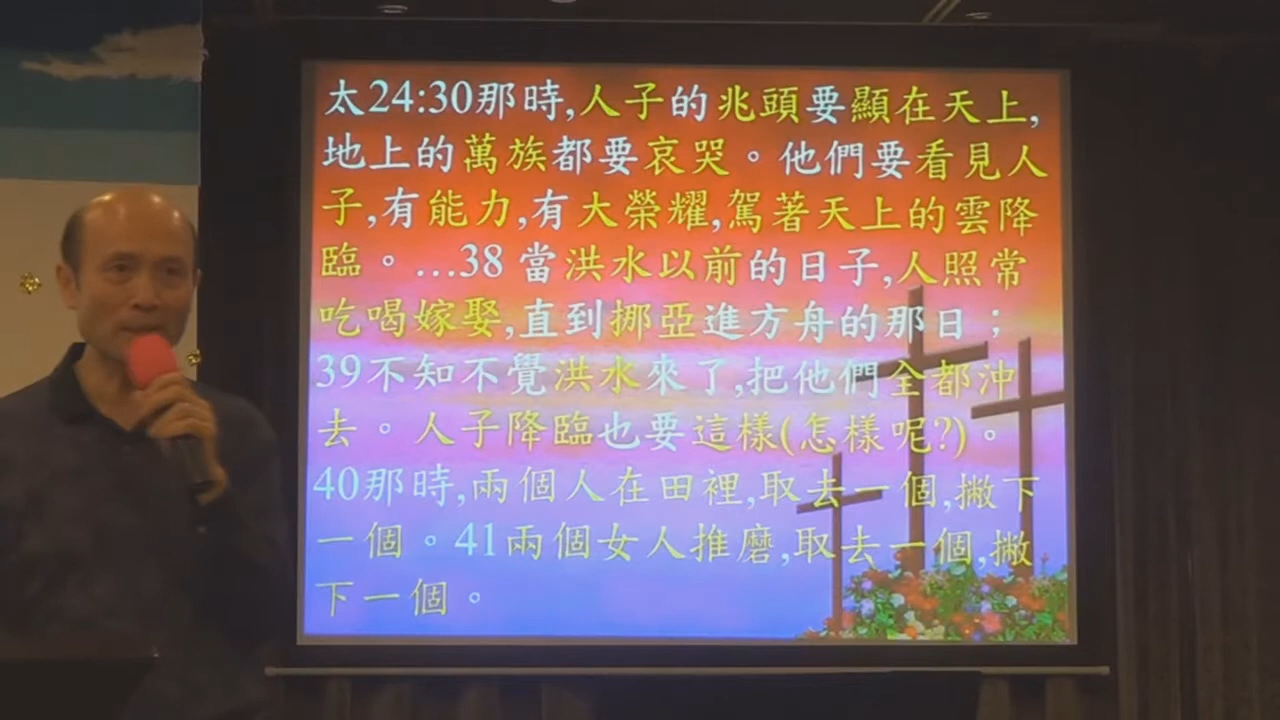 太24:30那時,人子的兆頭要顯在天上,
地上的萬族都要哀哭。他們要看見人
子,有能力,有大榮耀,駕著天上的雲降
臨。…38當洪水以前的日子,人照常
吃喝嫁娶,直到挪亞進方舟的那日；
39不知不覺洪水來了,把他們全都沖
去。人子降臨也要這樣(怎樣呢?)。
40那時,兩個人在田裡,取去一個,撇下
一個。41兩個女人推磨,取去一個,撇
下一個。